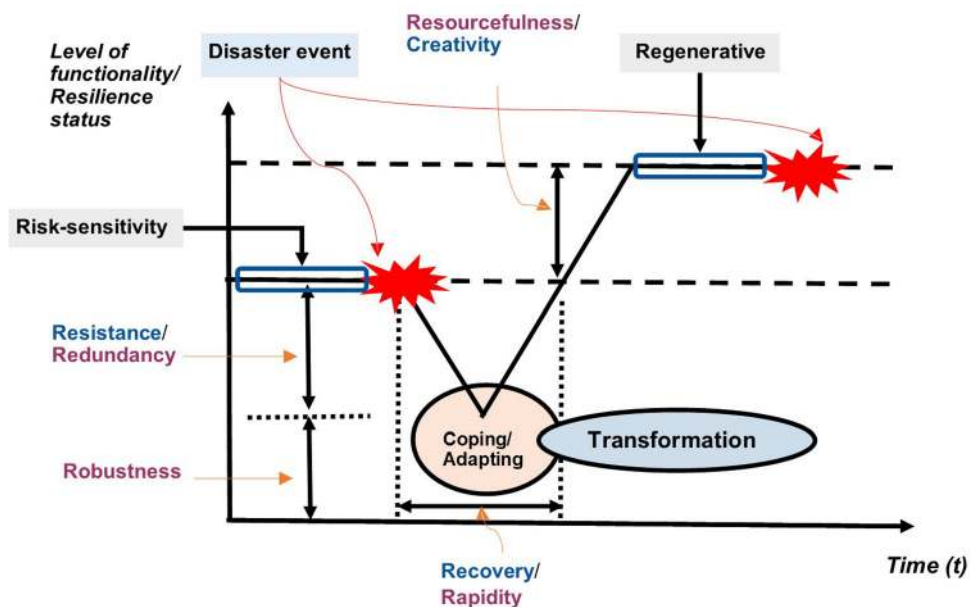 Level of
functionality/
Resilience
status
Disaster event
Resourcefulness/
Creativity
Regenerative
Risk-sensitivity
Resistance/
Redundancy
Robustness
Coping/
Adapting
Transformation
Recovery/
Rapidity
Time (t)